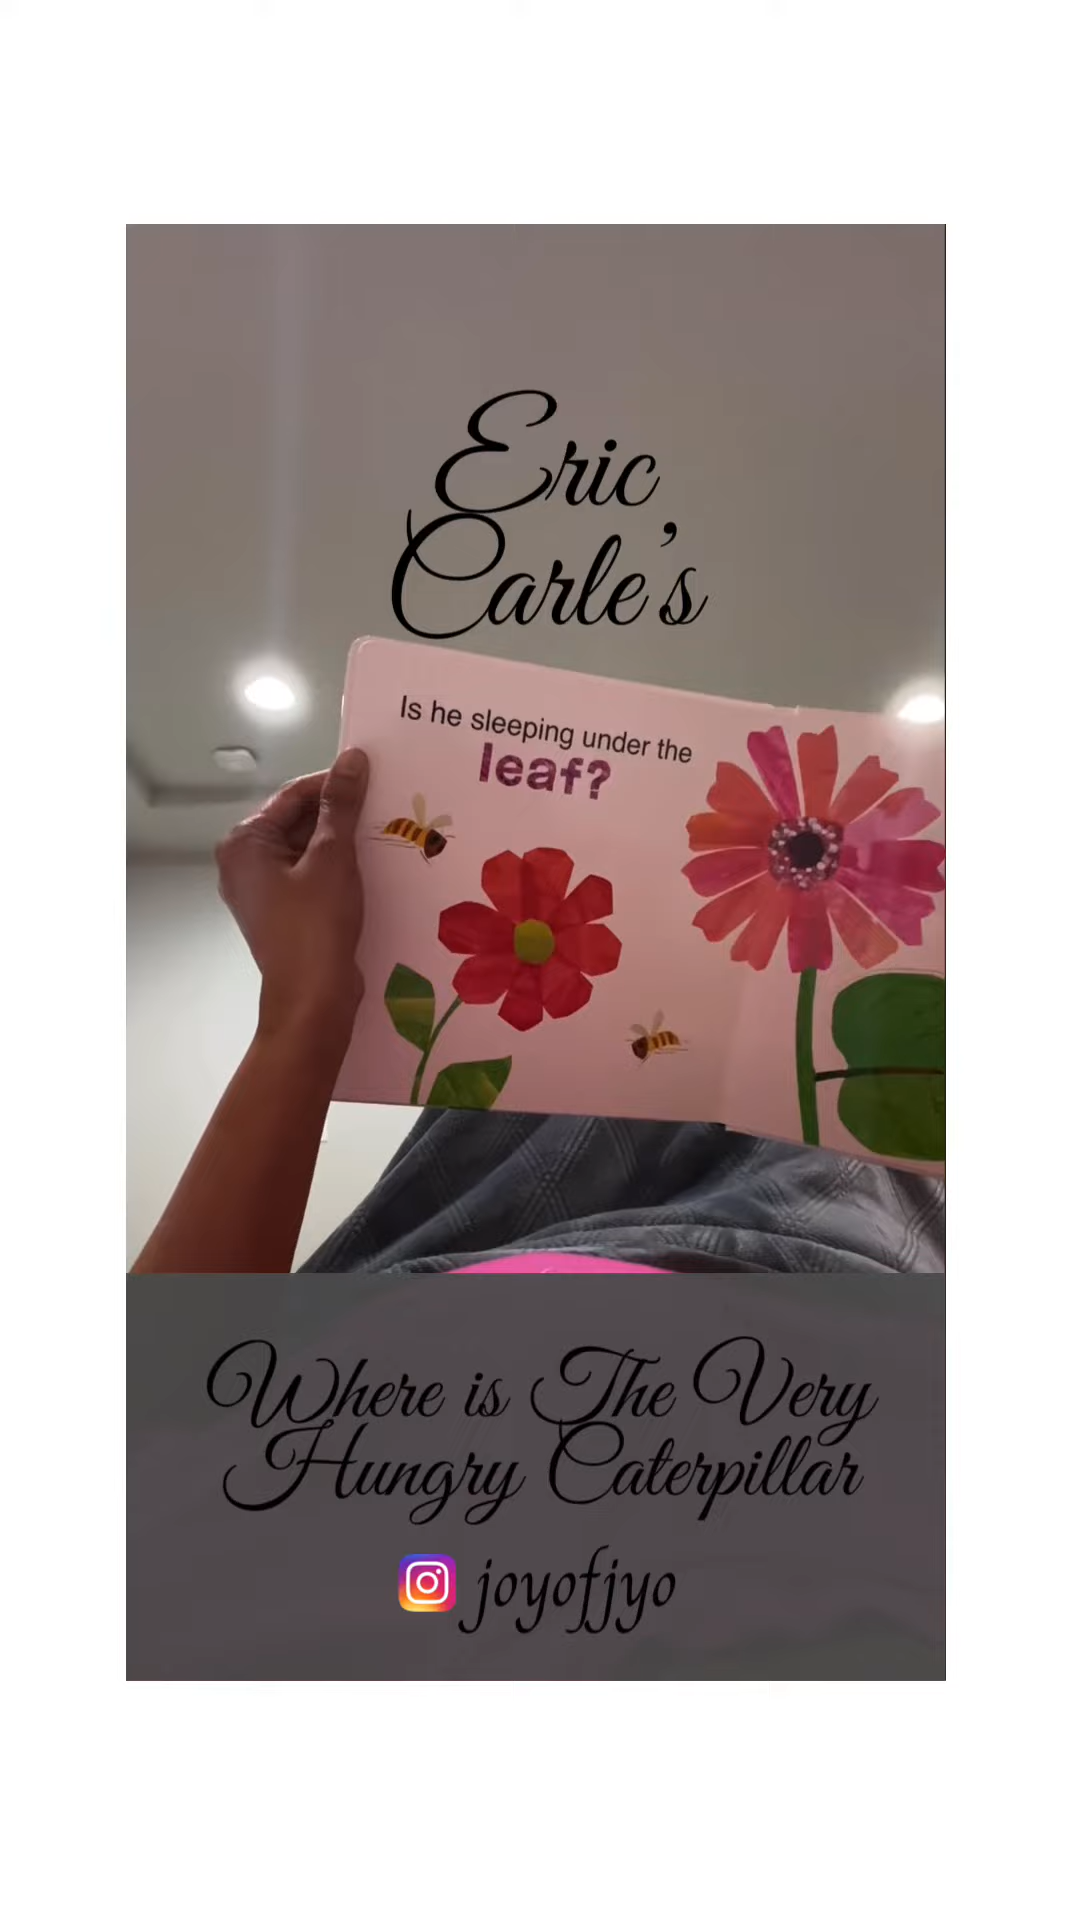 Eric
Carle's
Is he sleeping under the
leaf?
Where is The Very
Hungry Caterpillar
joyofjyo